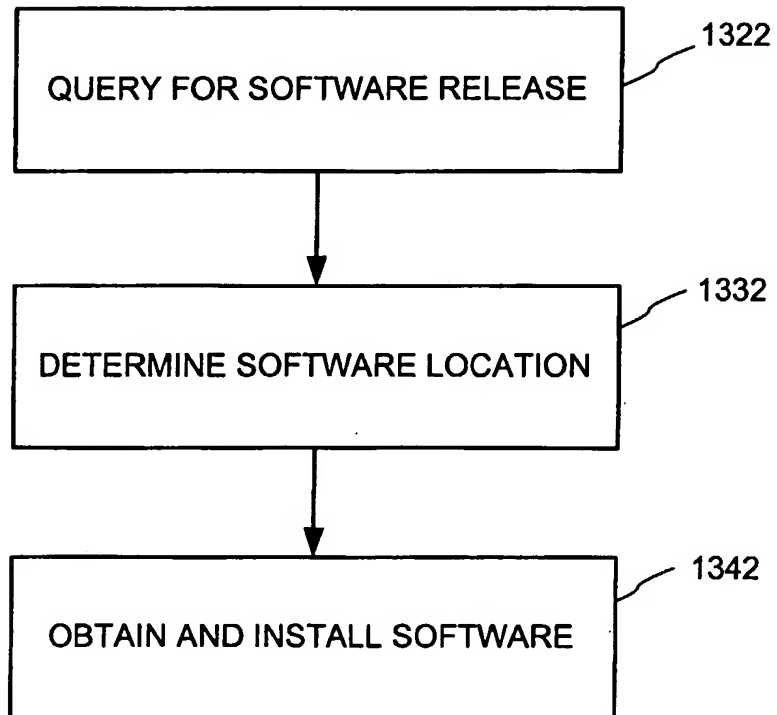 1322
QUERY FOR SOFTWARE RELEASE
1332
DETERMINE SOFTWARE LOCATION
1342
OBTAIN AND INSTALL SOFTWARE